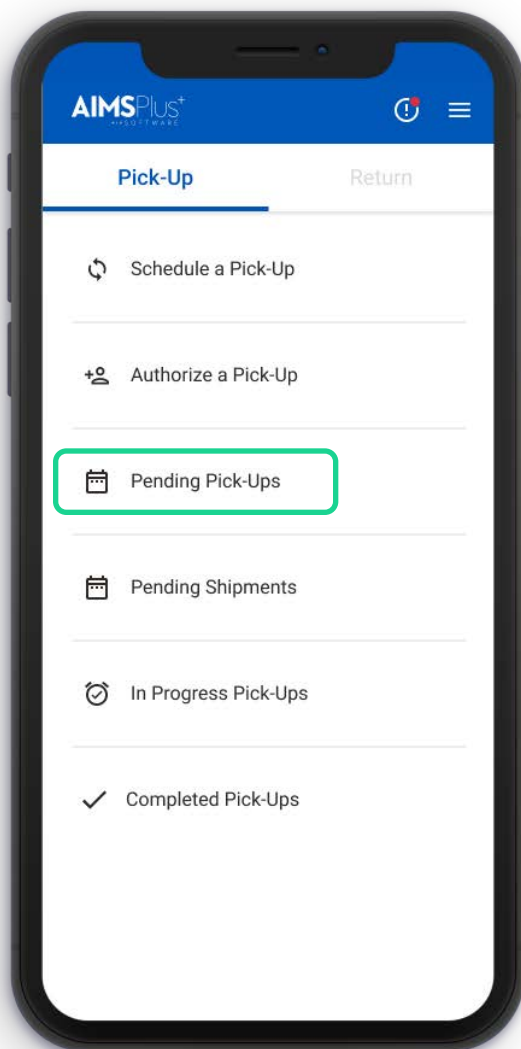 AIMSPlus+
SOFTWARE
Pick-Up
Return
Schedule a Pick-Up
Authorize a Pick-Up
Pending Pick-Ups
Pending Shipments
In Progress Pick-Ups
Completed Pick-Ups